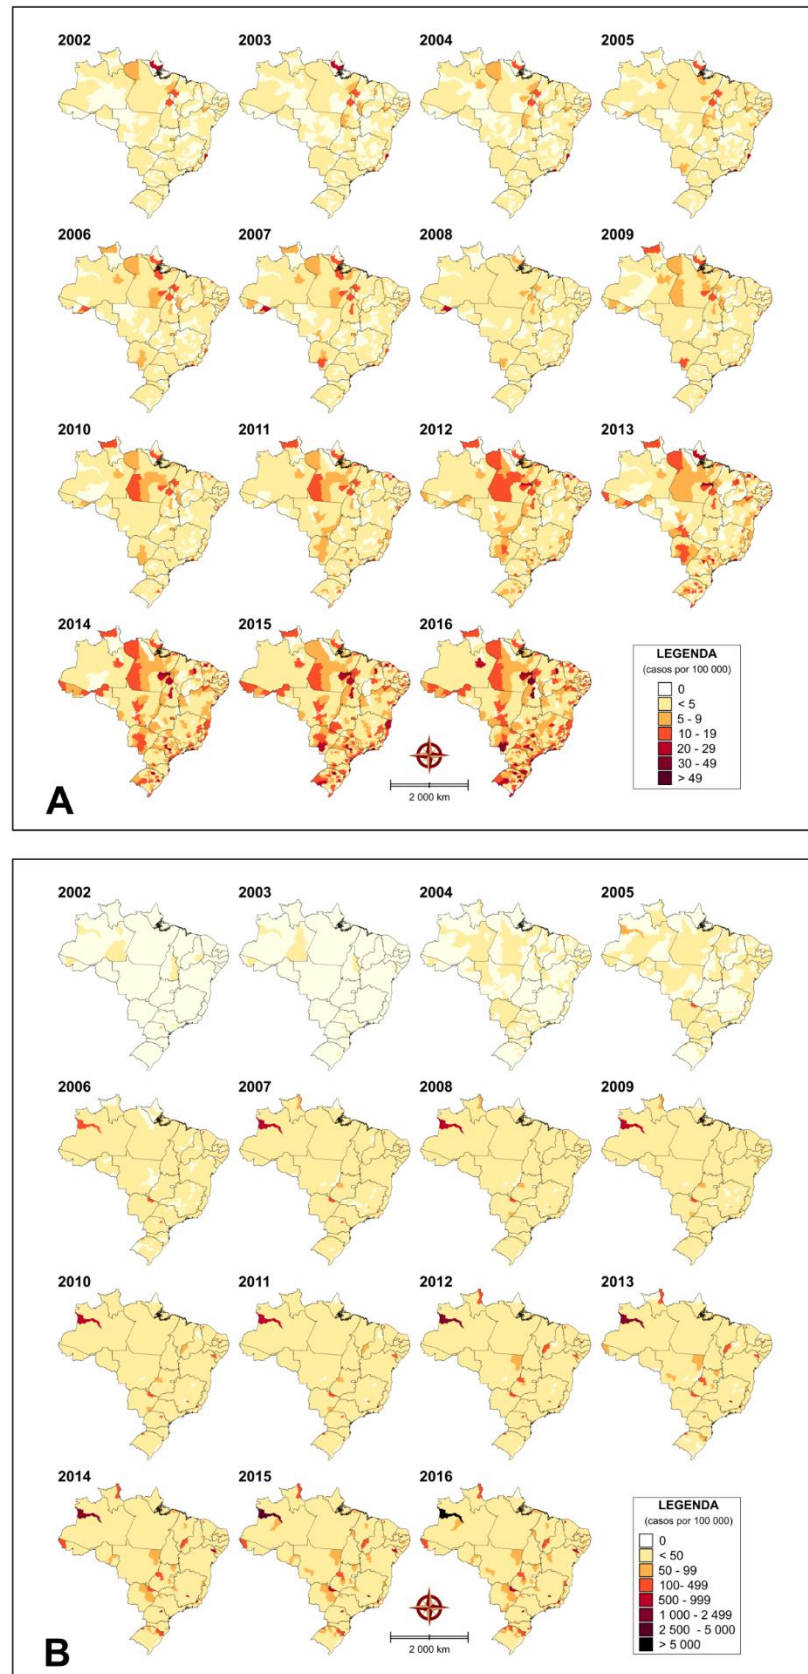 2002 2003 2004 2005
2006 2007 2008 2009
2010 2011 2012 2013
2014 2015 2016
LEGENDA
(casos por 100 000)
0
< 5
5 - 9
10 - 19
20 - 29
30 - 49
> 49
2 000 km
A
2002 2003 2004 2005
2006 2007 2008 2009
2010 2011 2012 2013
2014 2015 2016
LEGENDA
(casos por 100 000)
0
< 50
50 - 99
100- 499
500 - 999
1 000 - 2 499
2 500 - 5 000
> 5 000
2 000 km
B